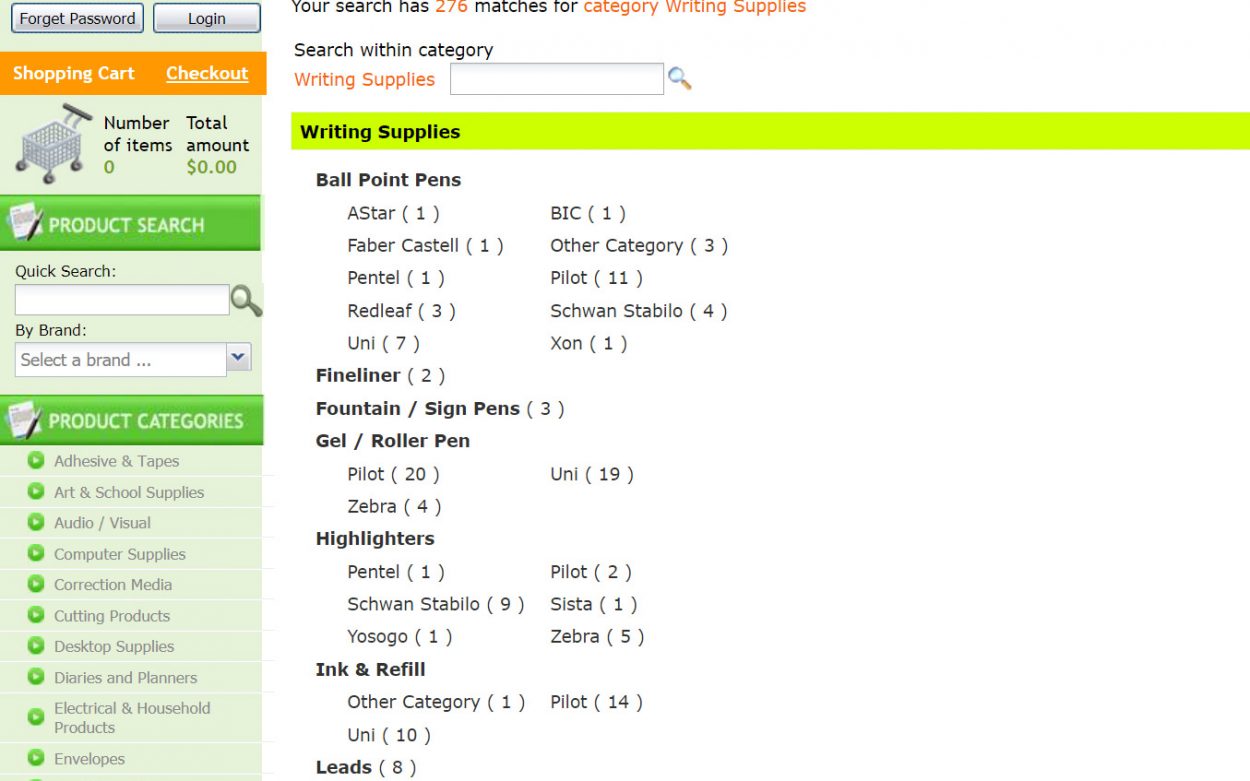 Forget Password
Login
Shopping Cart
Checkout
Number of items
0
Total amount
$0.00
PRODUCT SEARCH
Quick Search:
By Brand:
Select a brand ...
PRODUCT CATEGORIES
Adhesive & Tapes
Art & School Supplies
Audio / Visual
Computer Supplies
Correction Media
Cutting Products
Desktop Supplies
Diaries and Planners
Electrical & Household
Products
Envelopes
Your search has 276 matches for category Writing Supplies
Search within category
Writing Supplies
Writing Supplies
Ball Point Pens
AStar ( 1 ) BIC ( 1 )
Faber Castell ( 1 ) Other Category ( 3 )
Pentel ( 1 ) Pilot ( 11 )
Redleaf ( 3 ) Schwan Stabilo ( 4 )
Uni ( 7 ) Xon ( 1 )
Fineliner ( 2 )
Fountain / Sign Pens ( 3 )
Gel / Roller Pen
Pilot ( 20 ) Uni ( 19 )
Zebra ( 4 )
Highlighters
Pentel ( 1 ) Pilot ( 2 )
Schwan Stabilo ( 9 ) Sista ( 1 )
Yosogo ( 1 ) Zebra ( 5 )
Ink & Refill
Other Category ( 1 ) Pilot ( 14 )
Uni ( 10 )
Leads ( 8 )